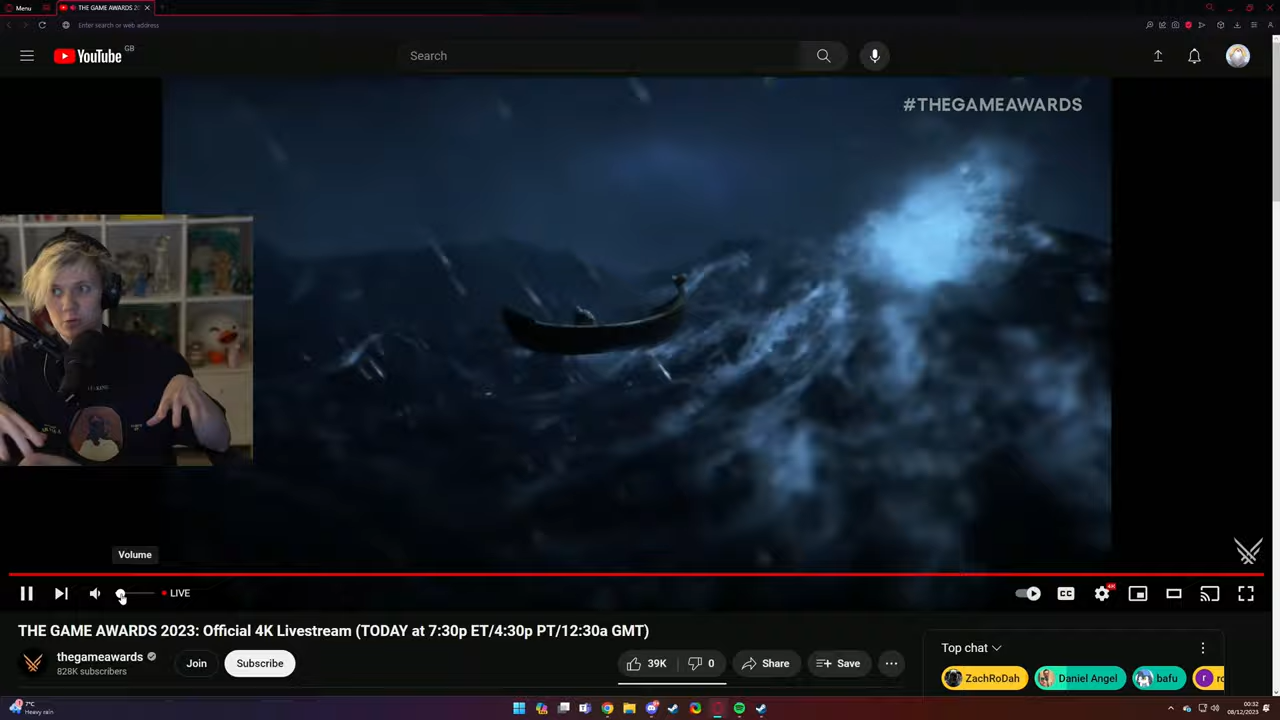 Menu
THE GAME AWARDS 20
Enter search or web address
YouTube GB
Search
#THEGAMEAWARDS
Volume
LIVE
THE GAME AWARDS 2023: Official 4K Livestream (TODAY at 7:30p ET/4:30p PT/12:30a GMT)
thegameawards
828K subscribers
Join
Subscribe
39K
0
Share
Save
Top chat
ZachRoDah
Daniel Angel
bafu
7°C
Heavy rain
00:32
08/12/2023